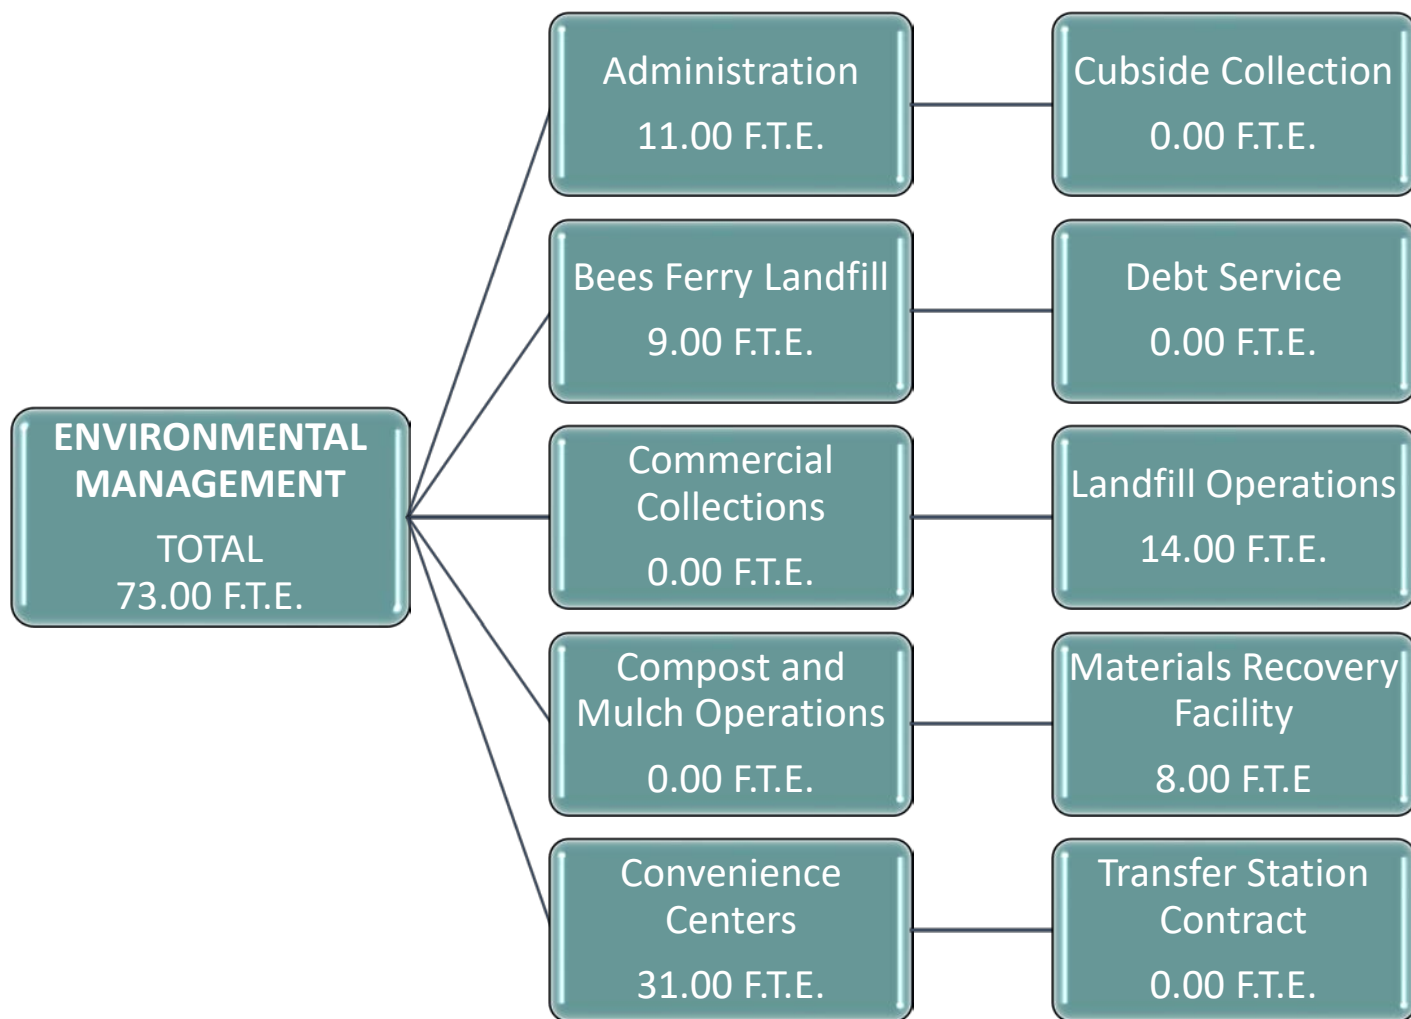 ENVIRONMENTAL
MANAGEMENT
TOTAL
73.00 F.T.E.
Administration
11.00 F.T.E.
Cubside Collection
0.00 F.T.E.
Bees Ferry Landfill
9.00 F.T.E.
Debt Service
0.00 F.T.E.
Commercial
Collections
0.00 F.T.E.
Landfill Operations
14.00 F.T.E.
Compost and
Mulch Operations
0.00 F.T.E.
Materials Recovery
Facility
8.00 F.T.E
Convenience
Centers
31.00 F.T.E.
Transfer Station
Contract
0.00 F.T.E.